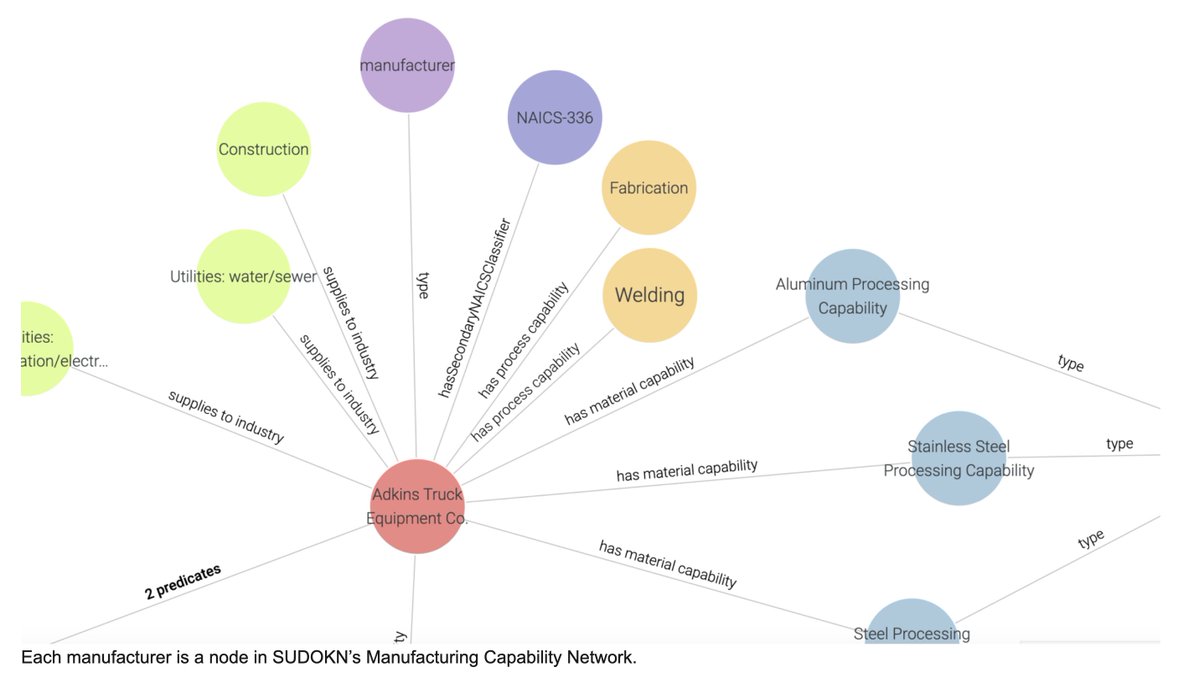 manufacturer
NAICS-336
Construction
Fabrication
Utilities: water/sewer
Welding
Aluminum Processing
Capability
ities:
ation/electr...
supplies to industry
supplies to industry
supplies to industry
type
hasSecondaryNAICSClassifier
has process capability
has process capability
has material capability
type
Stainless Steel
Processing Capability
type
has material capability
Adkins Truck
Equipment Co.
has material capability
type
2 predicates
ty
Steel Processing
Each manufacturer is a node in SUDOKN's Manufacturing Capability Network.